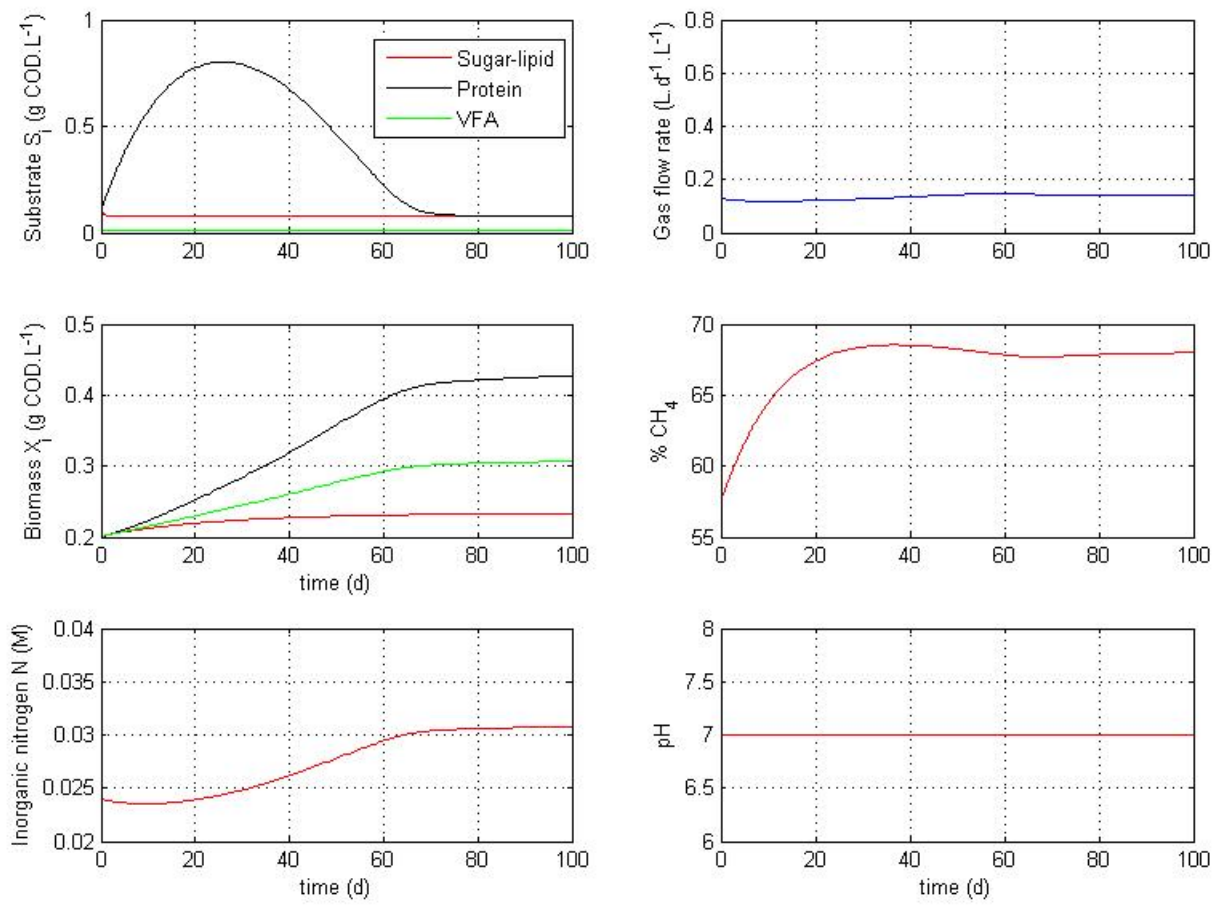 Substrate Sᵢ (g COD.L⁻¹)
1
0.5
0
0 20 40 60 80 100
Sugar-lipid
Protein
VFA
Gas flow rate (L.d⁻¹.L⁻¹)
0.8
0.6
0.4
0.2
0
0 20 40 60 80 100
Biomass Xᵢ (g COD.L⁻¹)
0.5
0.4
0.3
0.2
0 20 40 60 80 100
time (d)
% CH₄
70
65
60
55
0 20 40 60 80 100
Inorganic nitrogen N (M)
0.04
0.035
0.03
0.025
0.02
0 20 40 60 80 100
time (d)
pH
8
7.5
7
6.5
6
0 20 40 60 80 100
time (d)